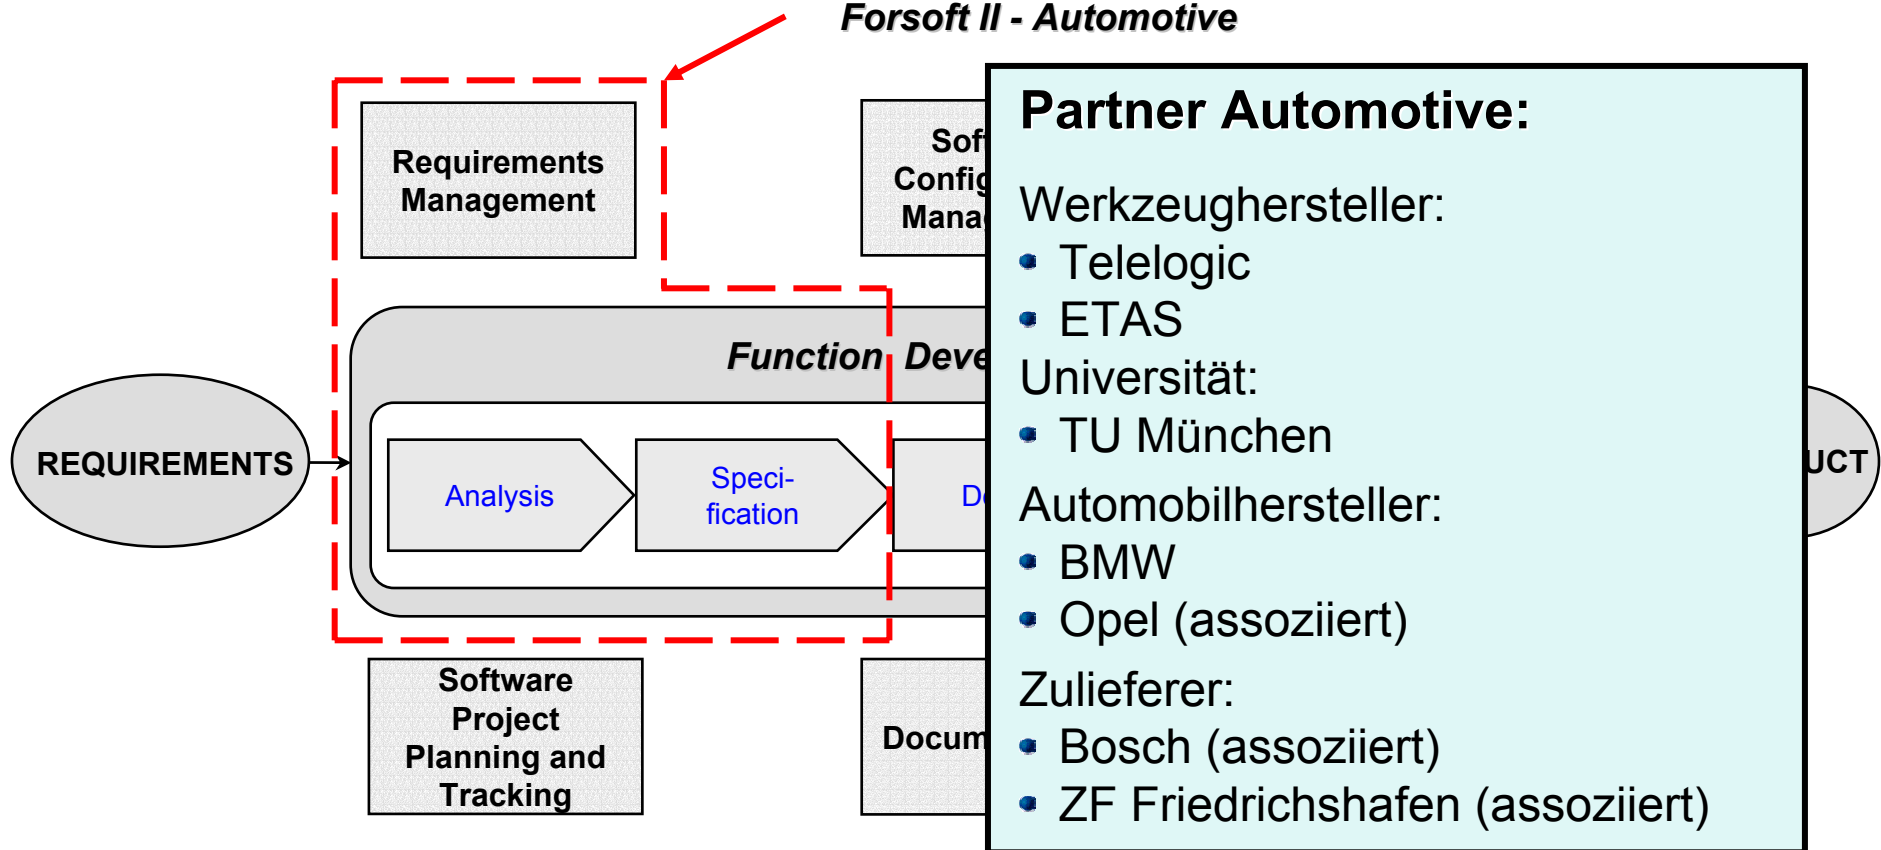 Forsoft II - Automotive
Requirements
Management
Partner Automotive:
Werkzeughersteller:
Telelogic
ETAS
Universität:
TU München
Automobilhersteller:
BMW
Opel (assoziiert)
Zulieferer:
Bosch (assoziiert)
ZF Friedrichshafen (assoziiert)
Function
REQUIREMENTS
Analysis
Speci-
fication
Software
Project
Planning and
Tracking